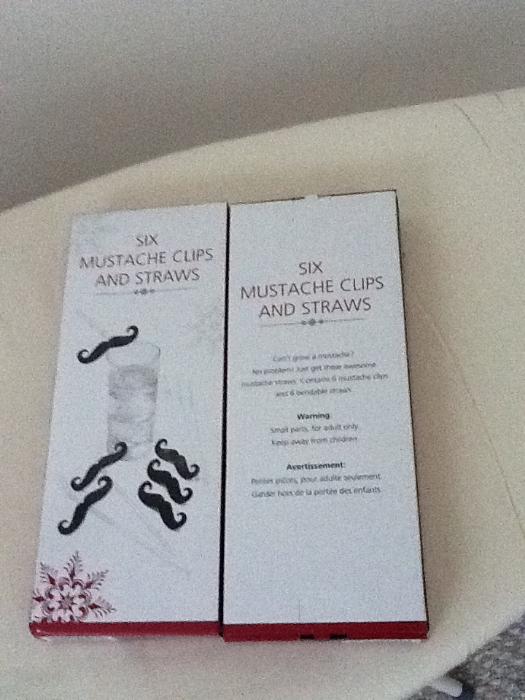 SIX
MUSTACHE CLIPS
AND STRAWS
SIX
MUSTACHE CLIPS
AND STRAWS
Can't grow a mustache?
No problem! Just get these awesome
mustache straws. Contains 6 mustache clips
and 6 bendable straws.
Warning:
Small parts, for adult only.
Keep away from children.
Avertissement:
Petites pièces, pour adulte seulement.
Garder hors de la portée des enfants.